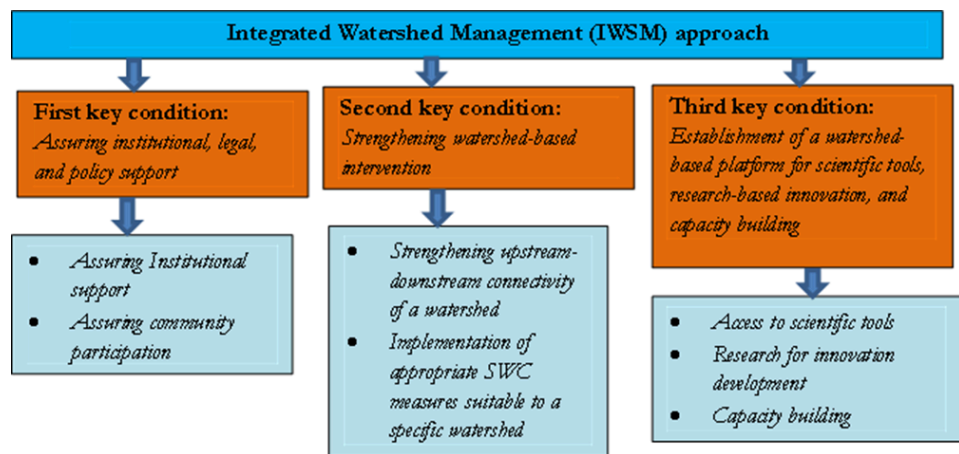 Integrated Watershed Management (IWSM) approach
First key condition:
Assuring institutional, legal,
and policy support
Second key condition:
Strengthening watershed-based
intervention
Third key condition:
Establishment of a watershed-
based platform for scientific tools,
research-based innovation, and
capacity building
• Assuring Institutional
support
• Assuring community
participation
• Strengthening upstream-
downstream connectivity
of a watershed
• Implementation of
appropriate SWC
measures suitable to a
specific watershed
• Access to scientific tools
• Research for innovation
development
• Capacity building